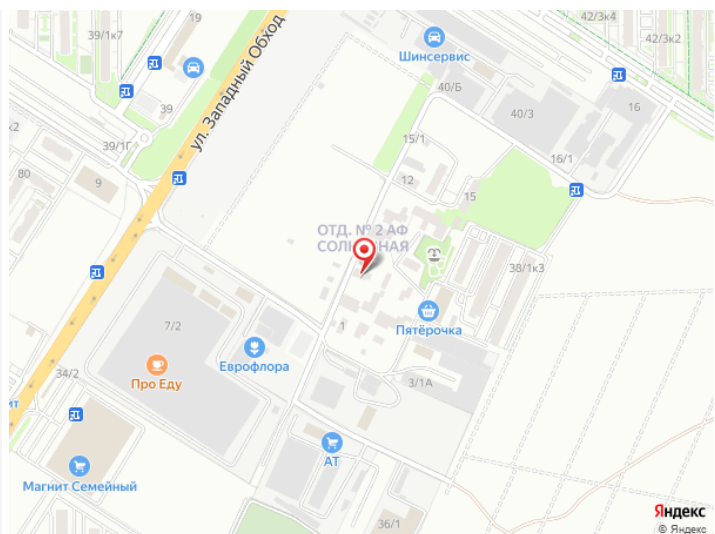 39/1к7
19
39
ул. Западный Обход
42/3к4
42/3к2
Шинсервис
40/Б
40/3
16
15/1
16/1
39/1Г
к2
80
9
12
15
ОТД. № 2 АФ
38/1к3
7/2
1
Пятёрочка
Еврофлора
Про Еду
34/2
3/1А
ит
АТ
Магнит Семейный
36/1
Яндекс
© Яндекс